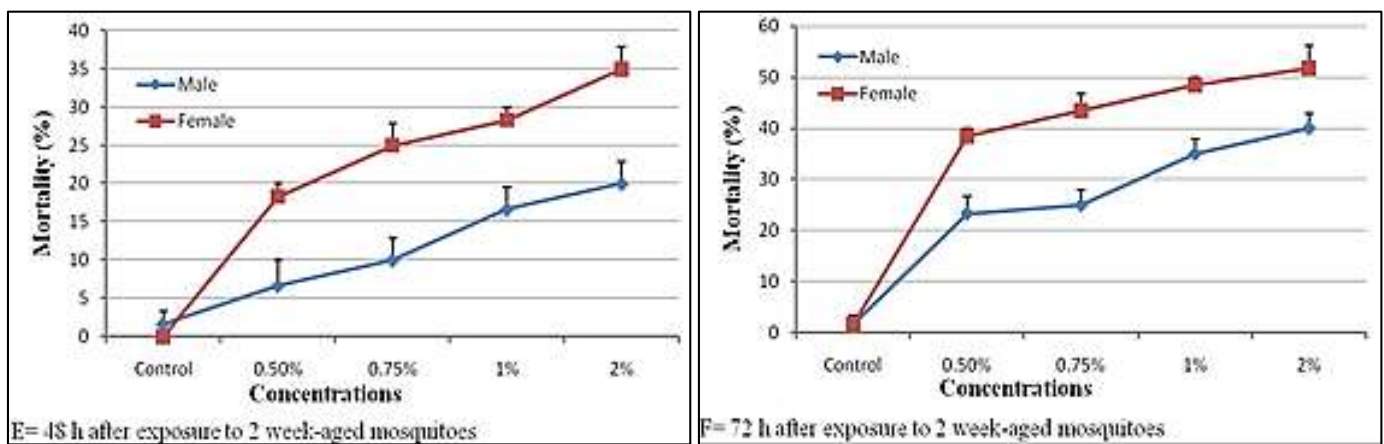 40
35
30
25
20
15
10
5
0
Mortality (%)
Male
Female
Control 0.50% 0.75% 1% 2%
Concentrations
E= 48 h after exposure to 2 week-aged mosquitoes
60
50
40
30
20
10
0
Mortality (%)
Male
Female
Control 0.50% 0.75% 1% 2%
Concentrations
F= 72 h after exposure to 2 week-aged mosquitoes